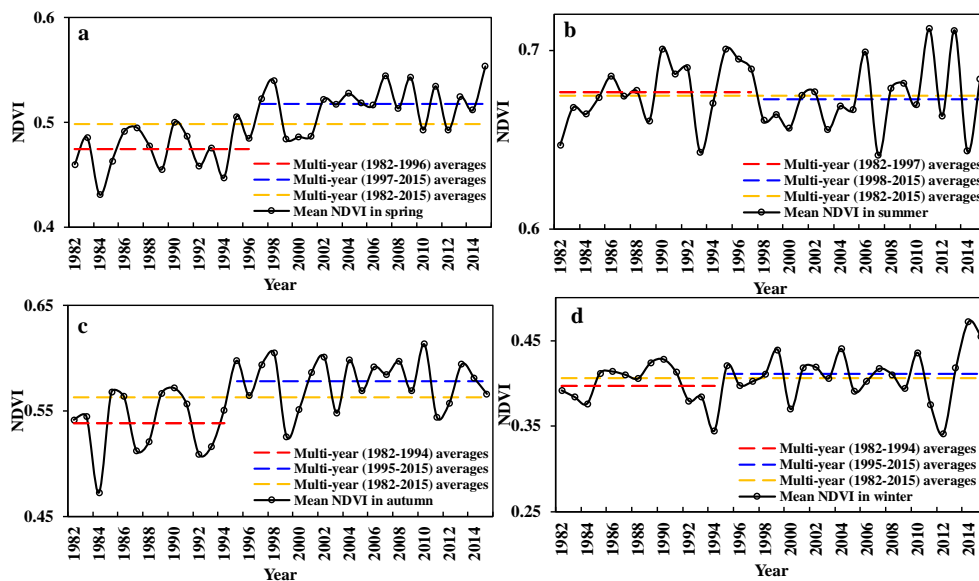 a
0.6
0.5
0.4
NDVI
Multi-year (1982-1996) averages
Multi-year (1997-2015) averages
Multi-year (1982-2015) averages
Mean NDVI in spring
1982 1984 1986 1988 1990 1992 1994 1996 1998 2000 2002 2004 2006 2008 2010 2012 2014
Year
b
0.7
0.6
NDVI
Multi-year (1982-1997) averages
Multi-year (1998-2015) averages
Multi-year (1982-2015) averages
Mean NDVI in summer
1982 1984 1986 1988 1990 1992 1994 1996 1998 2000 2002 2004 2006 2008 2010 2012 2014
Year
c
0.65
0.55
0.45
NDVI
Multi-year (1982-1994) averages
Multi-year (1995-2015) averages
Multi-year (1982-2015) averages
Mean NDVI in autumn
1982 1984 1986 1988 1990 1992 1994 1996 1998 2000 2002 2004 2006 2008 2010 2012 2014
Year
d
0.45
0.35
0.25
NDVI
Multi-year (1982-1994) averages
Multi-year (1995-2015) averages
Multi-year (1982-2015) averages
Mean NDVI in winter
1982 1984 1986 1988 1990 1992 1994 1996 1998 2000 2002 2004 2006 2008 2010 2012 2014
Year